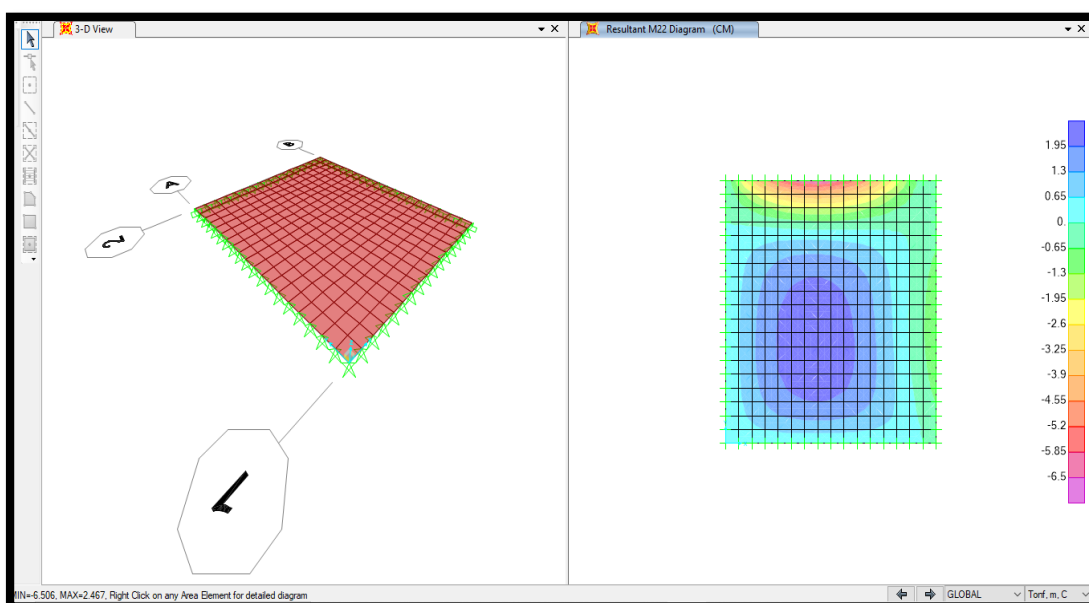 3-D View
Resultant M22 Diagram (CM)
B
A
2
1
1.95
1.3
0.65
0.
-0.65
-1.3
-1.95
-2.6
-3.25
-3.9
-4.55
-5.2
-5.85
-6.5
MIN=-6.506, MAX=2.467, Right Click on any Area Element for detailed diagram
GLOBAL
Tonf, m, C